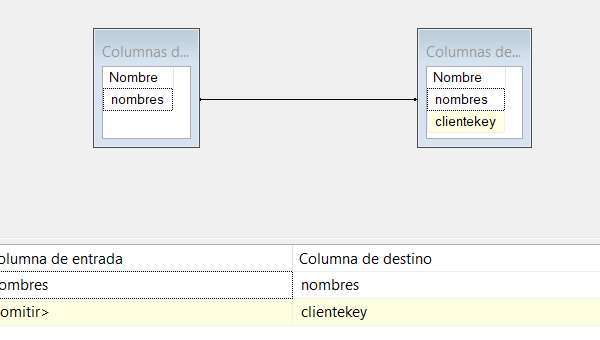 Columnas d...
Columnas de...
Nombre
nombres
Nombre
nombres
clientekey
olumna de entrada
Columna de destino
ombres
nombres
omitir>
clientekey